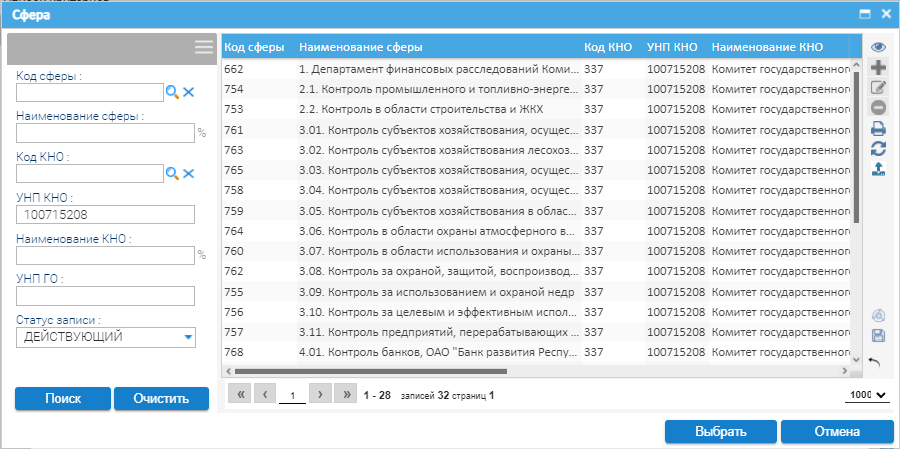 Сфера
Код сферы :
Наименование сферы :
%
Код КНО :
УНП КНО :
100715208
Наименование КНО :
%
УНП ГО :
Статус записи :
ДЕЙСТВУЮЩИЙ
Поиск Очистить
Код сферы Наименование сферы Код КНО УНП КНО Наименование КНО
662 1. Департамент финансовых расследований Коми... 337 100715208 Комитет государственного
754 2.1. Контроль промышленного и топливно-энерге... 337 100715208 Комитет государственного
753 2.2. Контроль в области строительства и ЖКХ 337 100715208 Комитет государственного
761 3.01. Контроль субъектов хозяйствования, осущес... 337 100715208 Комитет государственного
763 3.02. Контроль субъектов хозяйствования лесохоз... 337 100715208 Комитет государственного
765 3.03. Контроль субъектов хозяйствования, осущес... 337 100715208 Комитет государственного
758 3.04. Контроль субъектов хозяйствования, осущес... 337 100715208 Комитет государственного
759 3.05. Контроль субъектов хозяйствования в облас... 337 100715208 Комитет государственного
764 3.06. Контроль в области охраны атмосферного в... 337 100715208 Комитет государственного
760 3.07. Контроль в области использования и охраны... 337 100715208 Комитет государственного
762 3.08. Контроль за охраной, защитой, воспроизвод... 337 100715208 Комитет государственного
755 3.09. Контроль за использованием и охраной недр 337 100715208 Комитет государственного
756 3.10. Контроль за целевым и эффективным испол... 337 100715208 Комитет государственного
757 3.11. Контроль предприятий, перерабатывающих ... 337 100715208 Комитет государственного
768 4.01. Контроль банков, ОАО "Банк развития Респу... 337 100715208 Комитет государственного
« ‹ 1 › » 1 - 28 записей 32 страниц 1 1000
Выбрать Отмена